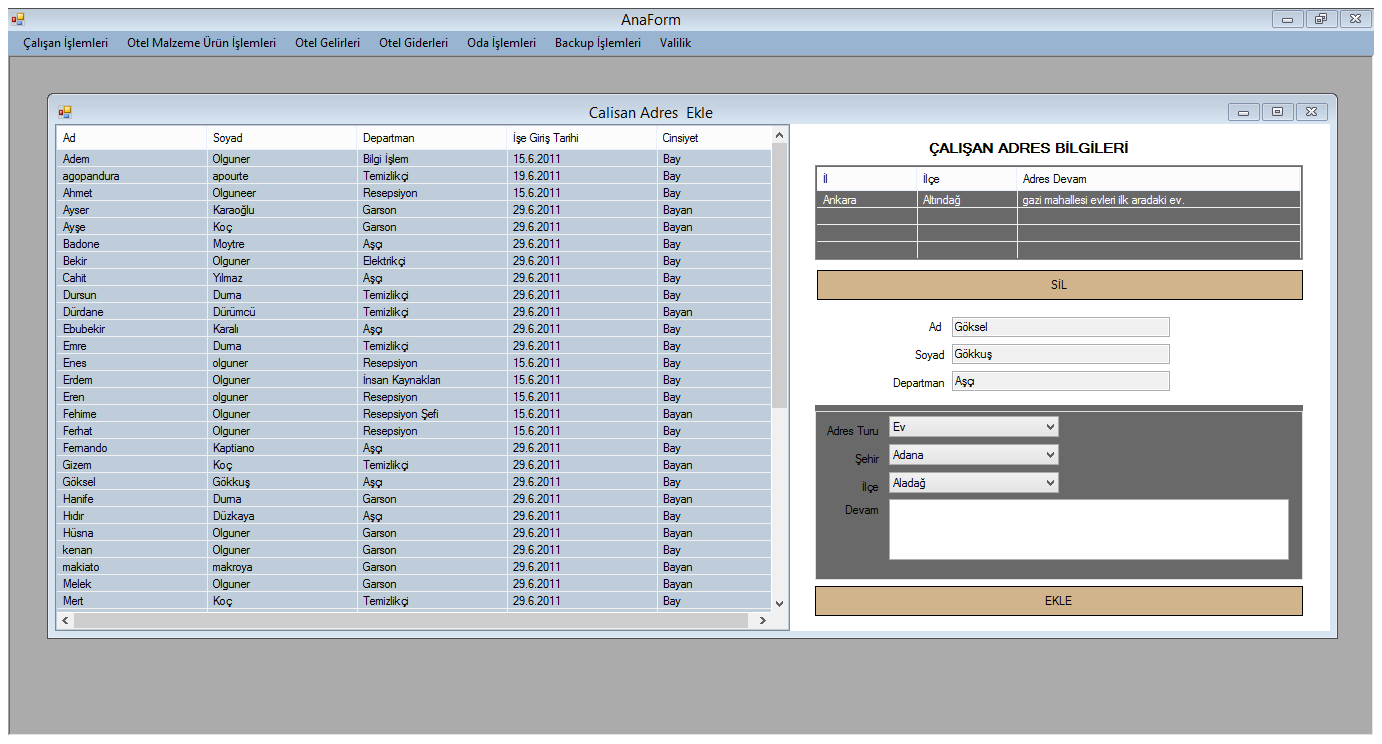 AnaForm
Çalışan İşlemleri Otel Malzeme Ürün İşlemleri Otel Gelirleri Otel Giderleri Oda İşlemleri Backup İşlemleri Valilik
Calisan Adres Ekle
Ad Soyad Departman İşe Giriş Tarihi Cinsiyet
Adem Olguner Bilgi İşlem 15.6.2011 Bay
agopandura apourte Temizlikçi 19.6.2011 Bay
Ahmet Olguneer Resepsiyon 15.6.2011 Bay
Ayser Karaoğlu Garson 29.6.2011 Bayan
Ayşe Koç Garson 29.6.2011 Bayan
Badone Moytre Aşçı 29.6.2011 Bay
Bekir Olguner Elektrikçi 29.6.2011 Bay
Cahit Yılmaz Aşçı 29.6.2011 Bay
Dursun Durna Temizlikçi 29.6.2011 Bay
Dürdane Dürümcü Temizlikçi 29.6.2011 Bayan
Ebubekir Karalı Aşçı 29.6.2011 Bay
Emre Durna Temizlikçi 29.6.2011 Bay
Enes olguner Resepsiyon 15.6.2011 Bay
Erdem Olguner İnsan Kaynakları 15.6.2011 Bay
Eren olguner Resepsiyon 15.6.2011 Bay
Fehime Olguner Resepsiyon Şefi 15.6.2011 Bayan
Ferhat Olguner Resepsiyon 15.6.2011 Bay
Fernando Kaptiano Aşçı 29.6.2011 Bay
Gizem Koç Temizlikçi 29.6.2011 Bayan
Göksel Gökkuş Aşçı 29.6.2011 Bay
Hanife Durna Garson 29.6.2011 Bayan
Hıdır Düzkaya Aşçı 29.6.2011 Bay
Hüsna Olguner Garson 29.6.2011 Bayan
kenan Olguner Garson 29.6.2011 Bay
makiato makroya Garson 29.6.2011 Bayan
Melek Olguner Garson 29.6.2011 Bayan
Mert Koç Temizlikçi 29.6.2011 Bay
ÇALIŞAN ADRES BİLGİLERİ
İl İlçe Adres Devam
Ankara Altındağ gazi mahallesi evleri ilk aradaki ev.
SİL
Ad Göksel
Soyad Gökkuş
Departman Aşçı
Adres Turu Ev
Şehir Adana
İlçe Aladağ
Devam
EKLE